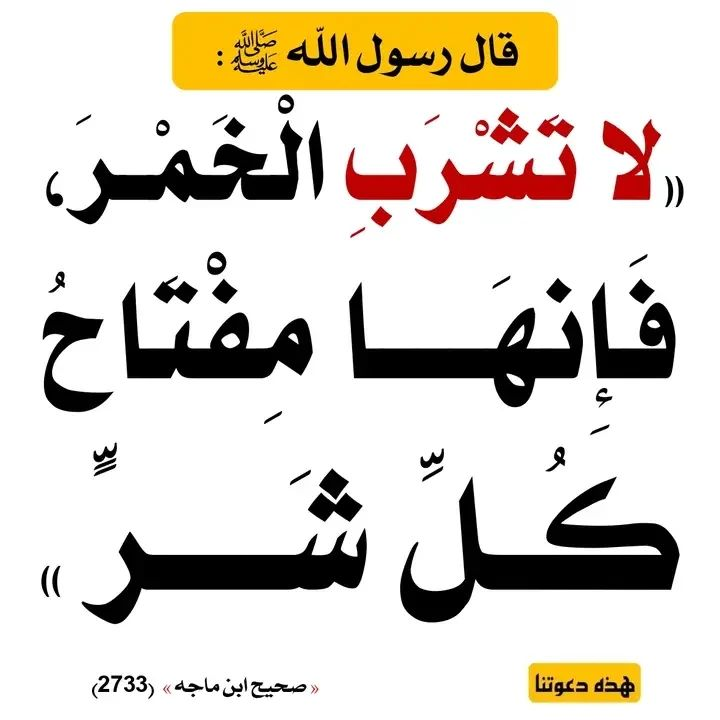 قال رسول الله ﷺ :
((لا تَشْرَبِ الْخَمْرَ،
فَإِنهَا مِفْتَاحُ
كُلِّ شَرٍّ ))
هذه دعوتنا
« صحيح ابن ماجه » (2733)